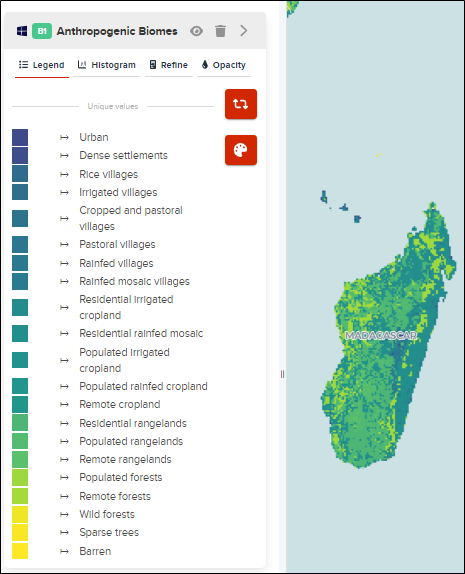 B1 Anthropogenic Biomes
Legend Histogram Refine Opacity
Unique values
Urban
Dense settlements
Rice villages
Irrigated villages
Cropped and pastoral
villages
Pastoral villages
Rainfed villages
Rainfed mosaic villages
Residential irrigated
cropland
Residential rainfed mosaic
Populated irrigated
cropland
Populated rainfed cropland
Remote cropland
Residential rangelands
Populated rangelands
Remote rangelands
Populated forests
Remote forests
Wild forests
Sparse trees
Barren
MADAGASCAR